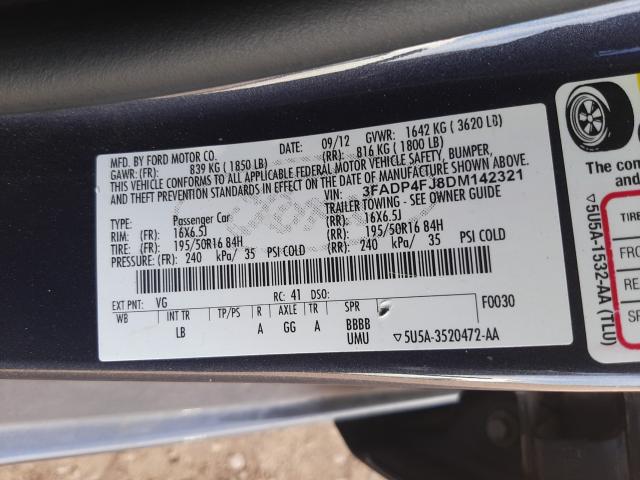 MFD. BY FORD MOTOR CO. DATE: 09/12 GVWR: 1642 KG (3620 LB)
GAWR: (FR): 839 KG (1850 LB) (RR): 816 KG (1800 LB)
THIS VEHICLE CONFORMS TO ALL APPLICABLE FEDERAL MOTOR VEHICLE SAFETY, BUMPER,
AND THEFT PREVENTION STANDARDS IN EFFECT ON THE DATE OF MANUFACTURE SHOWN ABOVE.
VIN: 3FADP4FJ8DM142321
TYPE: Passenger Car TRAILER TOWING - SEE OWNER GUIDE
RIM: (FR): 16X6.5J (RR): 16X6.5J
TIRE: (FR): 195/50R16 84H (RR): 195/50R16 84H
PRESSURE: (FR): 240 kPa/ 35 PSI COLD (RR): 240 kPa/ 35 PSI COLD
EXT PNT: VG RC: 41 DSO: F0030
WB INT TR TP/PS R AXLE TR SPR
LB A GG A BBBB
UMU ▽5U5A-3520472-AA
The con
addition
TIR
FRO
REA
SP
▽5U5A-1532-AA (TLU)